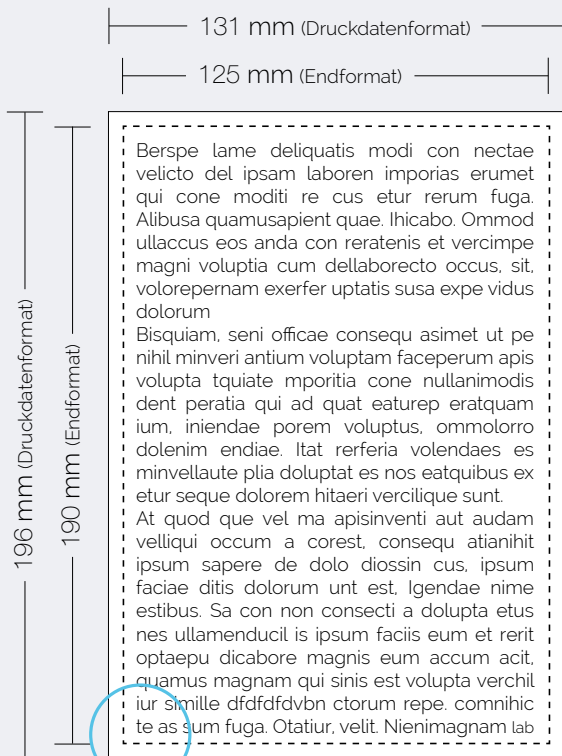 131 mm (Druckdatenformat)
125 mm (Endformat)
196 mm (Druckdatenformat)
190 mm (Endformat)
Berspe lame deliquatis modi con nectae
velicto del ipsam laboren imporias erumet
qui cone moditi re cus etur rerum fuga.
Alibusa quamusapient quae. Ihicabo. Ommod
ullaccus eos anda con reratenis et vercimpe
magni voluptia cum dellaborecto occus, sit,
volorepernam exerfer uptatis susa expe vidus
dolorum
Bisquiam, seni officae consequ asimet ut pe
nihil minveri antium voluptam faceperum apis
volupta tquiate mporitia cone nullanimodis
dent peratia qui ad quat eaturep eratquam
ium, iniendae porem voluptus, ommolorro
dolenim endiae. Itat rerferia volendaes es
minvellaute plia doluptat es nos eatquibus ex
etur seque dolorem hitaeri vercilique sunt.
At quod que vel ma apisinventi aut audam
velliqui occum a corest, consequ atianihit
ipsum sapere de dolo diossin cus, ipsum
faciae ditis dolorum unt est, Igendae nime
estibus. Sa con non consecti a dolupta etus
nes ullamenducil is ipsum faciis eum et rerit
optaepu dicabore magnis eum accum acit,
quamus magnam qui sinis est volupta verchil
iur simille dfdfdfdvbn ctorum repe. comnihic
te as sum fuga. Otatiur, velit. Nienimagnam lab